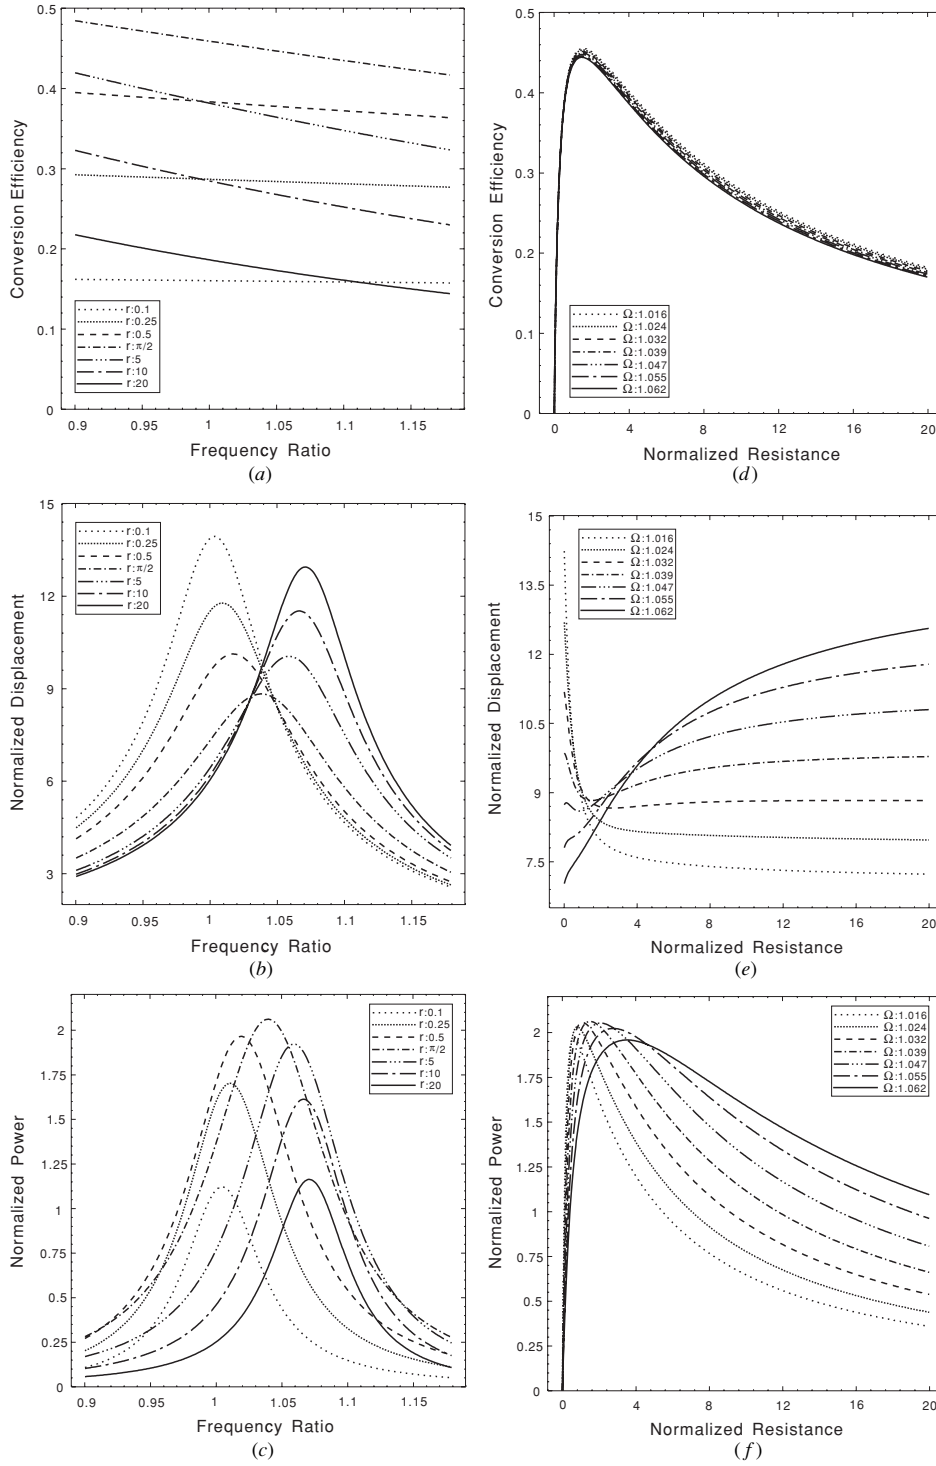 0.5
0.4
0.3
0.2
0.1
0
Conversion Efficiency
r:0.1
r:0.25
r:0.5
r:π/2
r:5
r:10
r:20
0.9 0.95 1 1.05 1.1 1.15
Frequency Ratio
(a)
0.5
0.4
0.3
0.2
0.1
0
Conversion Efficiency
Ω:1.016
Ω:1.024
Ω:1.032
Ω:1.039
Ω:1.047
Ω:1.055
Ω:1.062
0 4 8 12 16 20
Normalized Resistance
(d)
15
12
9
6
3
Normalized Displacement
r:0.1
r:0.25
r:0.5
r:π/2
r:5
r:10
r:20
0.9 0.95 1 1.05 1.1 1.15
Frequency Ratio
(b)
15
13.5
12
10.5
9
7.5
Normalized Displacement
Ω:1.016
Ω:1.024
Ω:1.032
Ω:1.039
Ω:1.047
Ω:1.055
Ω:1.062
0 4 8 12 16 20
Normalized Resistance
(e)
2
1.75
1.5
1.25
1
0.75
0.5
0.25
0
Normalized Power
r:0.1
r:0.25
r:0.5
r:π/2
r:5
r:10
r:20
0.9 0.95 1 1.05 1.1 1.15
Frequency Ratio
(c)
2
1.75
1.5
1.25
1
0.75
0.5
0.25
0
Normalized Power
Ω:1.016
Ω:1.024
Ω:1.032
Ω:1.039
Ω:1.047
Ω:1.055
Ω:1.062
0 4 8 12 16 20
Normalized Resistance
(f)